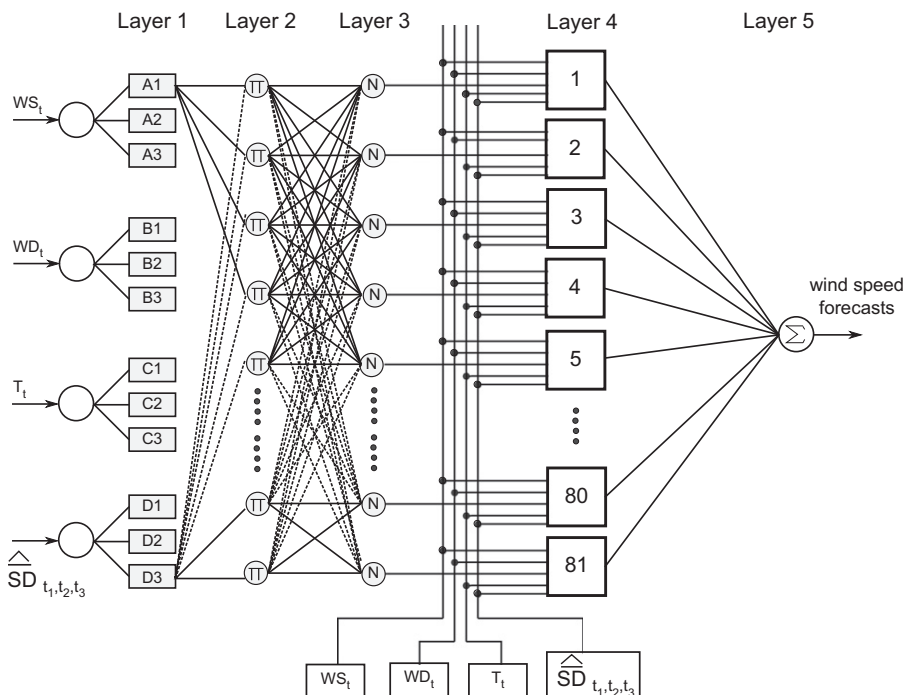 Layer 1 Layer 2 Layer 3 Layer 4 Layer 5
WS_t
A1
A2
A3
WD_t
B1
B2
B3
T_t
C1
C2
C3
\widehat{SD} t₁,t₂,t₃
D1
D2
D3
∏
∏
∏
∏
∏
∏
∏
N
N
N
N
N
N
N
1
2
3
4
5
80
81
∑
wind speed
forecasts
WS_t
WD_t
T_t
\widehat{SD} t₁,t₂,t₃